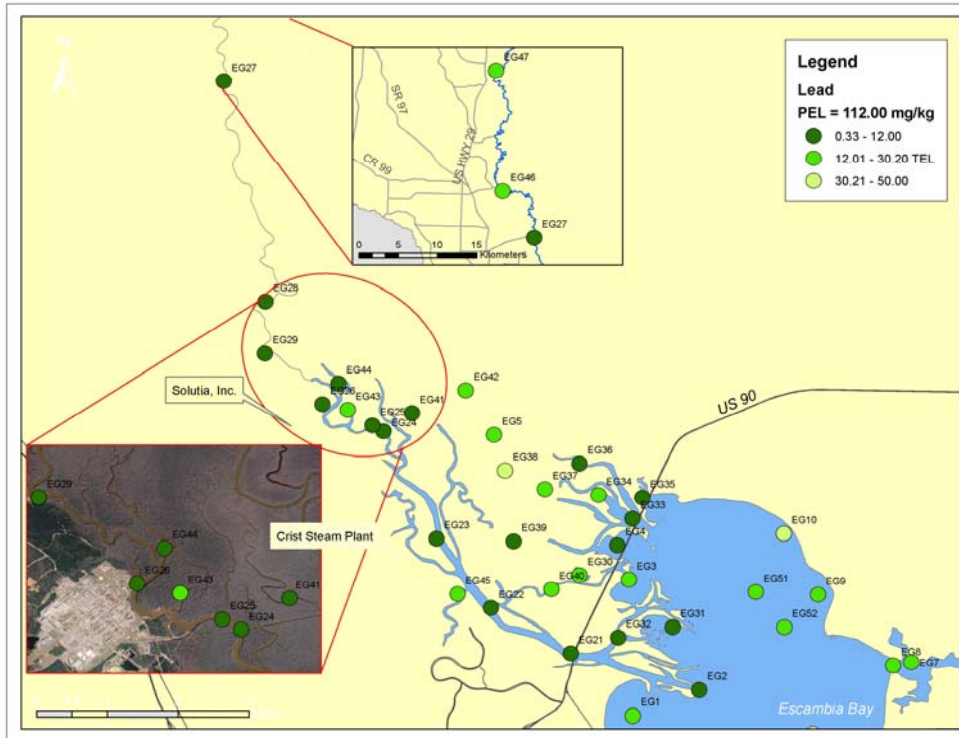 EG27
EG47
SR 97
US HWY 29
CR 99
EG46
EG27
0 5 10 15
Kilometers
Legend
Lead
PEL = 112.00 mg/kg
0.33 - 12.00
12.01 - 30.20 TEL
30.21 - 50.00
EG28
EG29
Solutia, Inc.
EG44
EG26
EG43
EG25
EG24
EG41
EG42
EG5
EG38
EG37
EG36
EG34
EG35
EG33
EG4
US 90
EG10
EG23
EG39
EG30
EG40
EG3
EG45
EG22
EG51
EG9
EG52
EG31
EG32
EG21
EG2
EG1
EG8
EG7
Escambia Bay
Crist Steam Plant
EG29
EG44
EG26
EG43
EG41
EG25
EG24